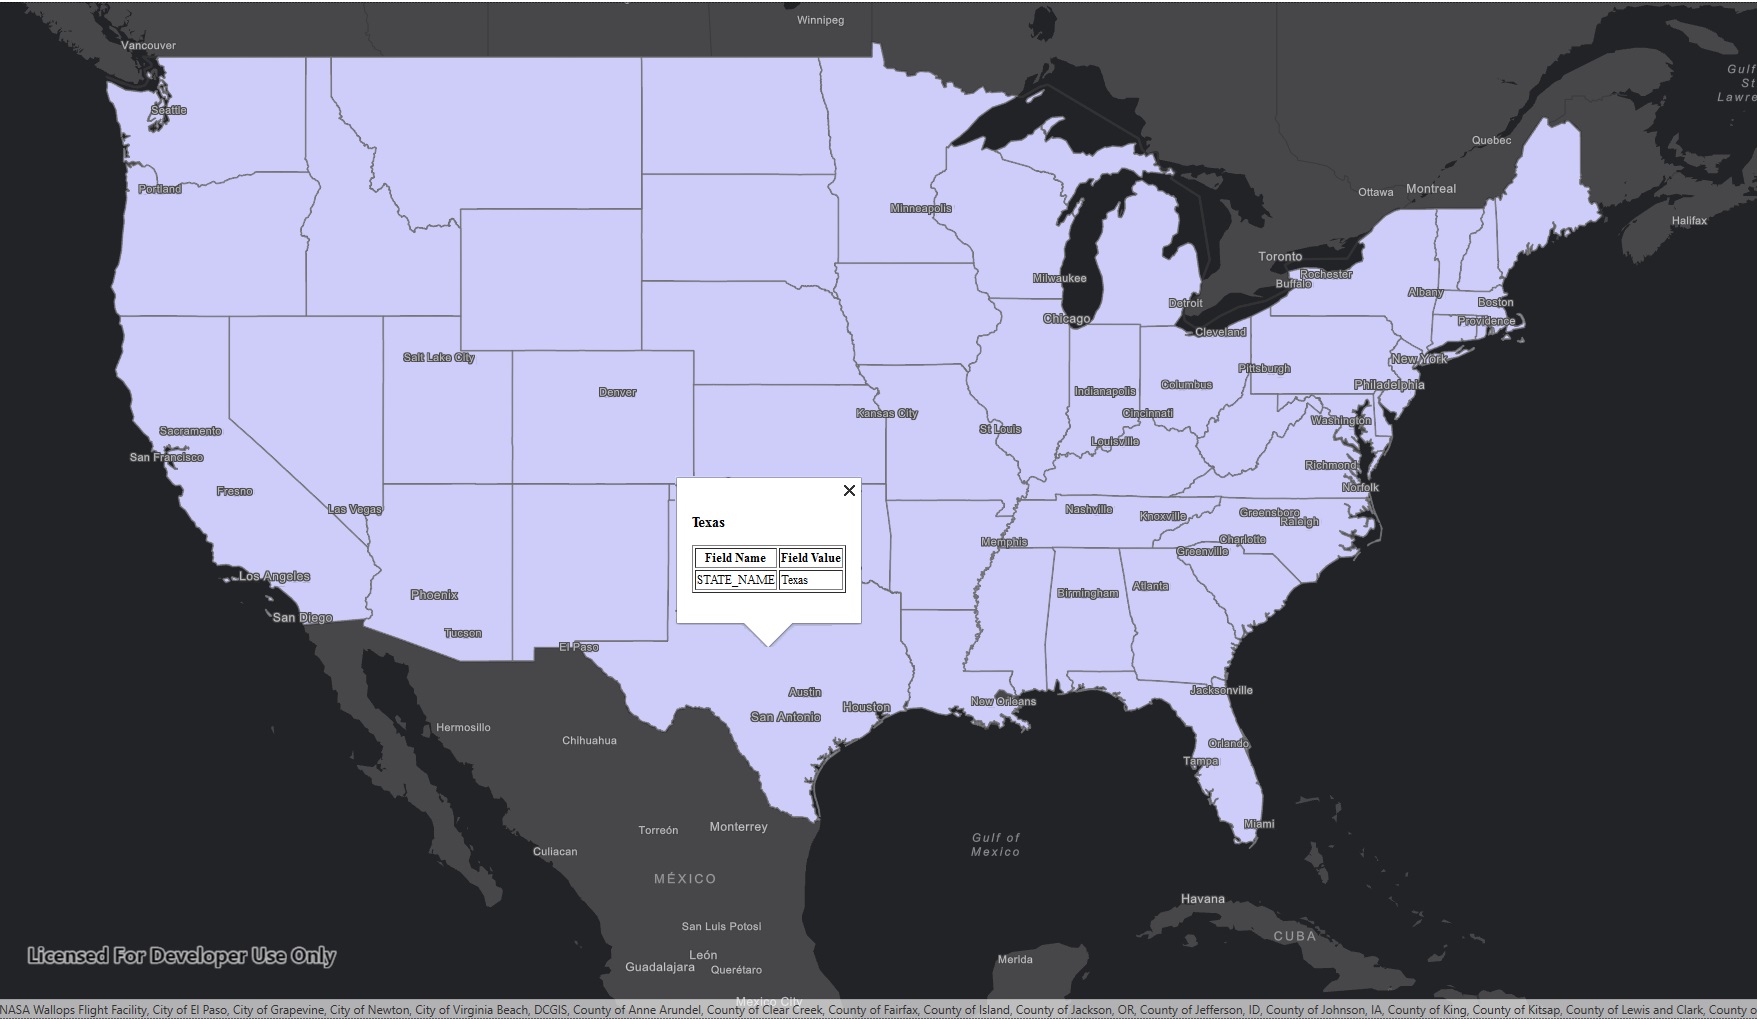 Winnipeg
Vancouver
Gulf
St
Lawre
Seattle
Quebec
Portland
Ottawa
Montreal
Minneapolis
Halifax
Toronto
Rochester
Milwaukee
Buffalo
Albany
Detroit
Boston
Chicago
Providence
Cleveland
Salt Lake City
New York
Pittsburgh
Denver
Indianapolis
Columbus
Philadelphia
Kansas City
Cincinnati
Washington
Sacramento
St Louis
Louisville
San Francisco
Richmond
Fresno
Norfolk
Las Vegas
Nashville
Knoxville
Greensboro
Raleigh
Texas
Field Name Field Value
STATE_NAME Texas
Memphis
Charlotte
Greenville
Los Angeles
Phoenix
Birmingham
Atlanta
San Diego
Tucson
El Paso
Austin
Jacksonville
New Orleans
Houston
San Antonio
Hermosillo
Chihuahua
Orlando
Tampa
Torreón
Monterrey
Miami
Gulf of
Mexico
Culiacan
MÉXICO
Havana
San Luis Potosi
CUBA
Licensed For Developer Use Only
León
Guadalajara
Querétaro
Merida
Mexico City
NASA Wallops Flight Facility, City of El Paso, City of Grapevine, City of Newton, City of Virginia Beach, DCGIS, County of Anne Arundel, County of Clear Creek, County of Fairfax, County of Island, County of Jackson, OR, County of Jefferson, ID, County of Johnson, IA, County of King, County of Kitsap, County of Lewis and Clark, County o